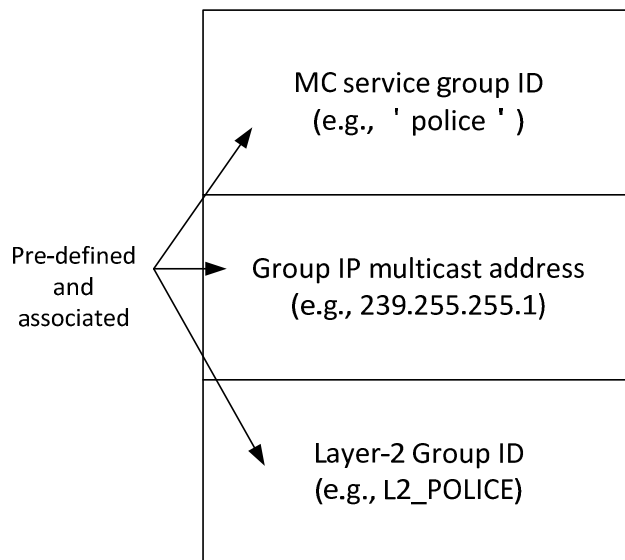 MC service group ID
(e.g., ' police ' )
Pre-defined
and
associated
Group IP multicast address
(e.g., 239.255.255.1)
Layer-2 Group ID
(e.g., L2_POLICE)